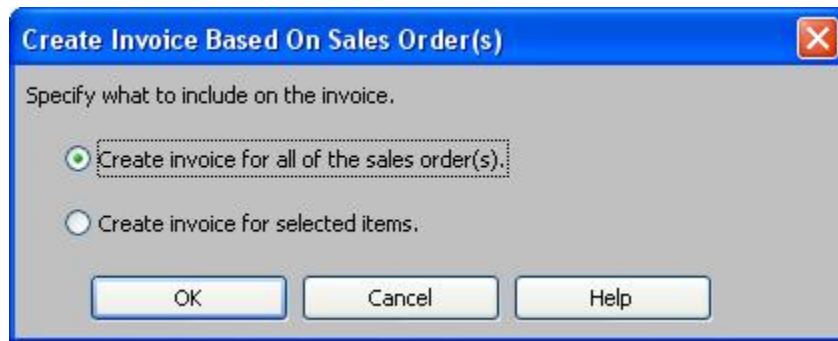 Create Invoice Based On Sales Order(s)
Specify what to include on the invoice.
Create invoice for all of the sales order(s).
Create invoice for selected items.
OK Cancel Help